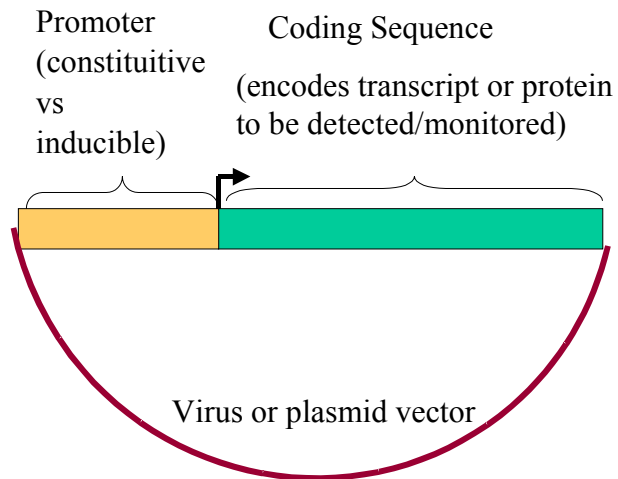 Promoter
(constituitive
vs
inducible)
Coding Sequence
(encodes transcript or protein
to be detected/monitored)
Virus or plasmid vector